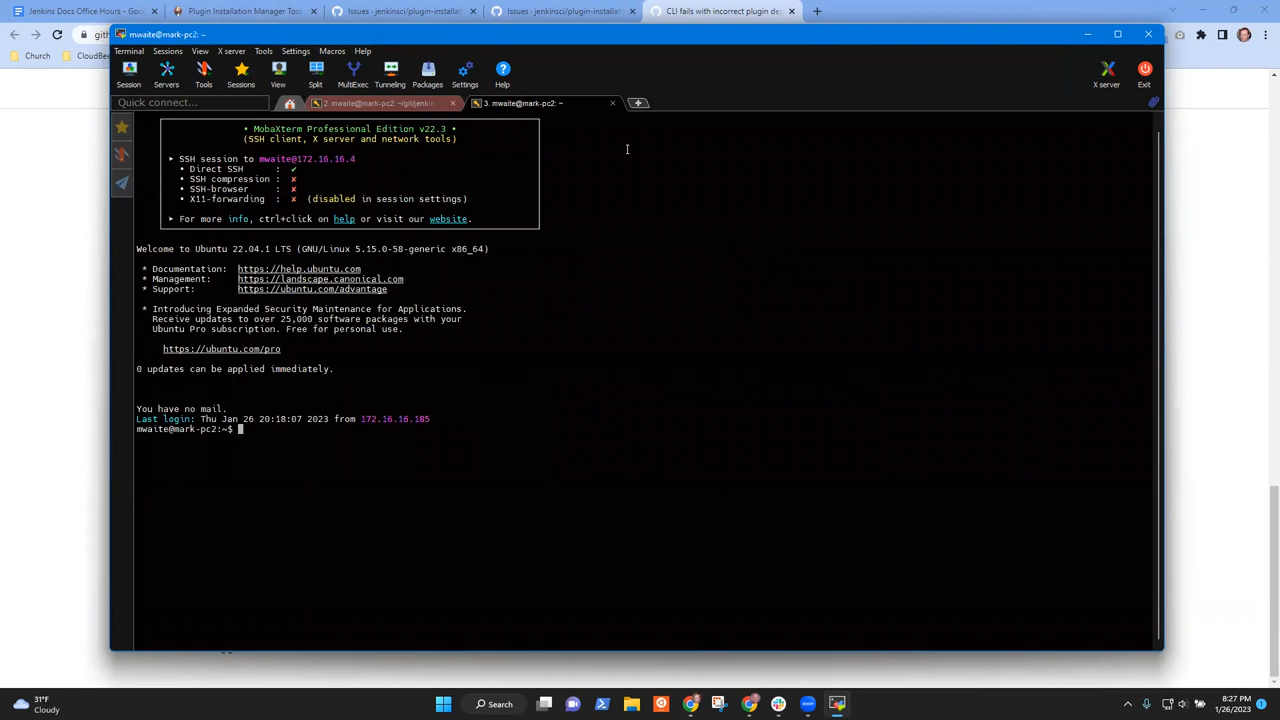 Jenkins Docs Office Hours - Go
Plugin Installation Manager Tool
Issues · jenkinsci/plugin-installat
Issues · jenkinsci/plugin-installat
CLI fails with incorrect plugin de
mwaite@mark-pc2: ~
Church
CloudBee
Terminal Sessions View X server Tools Settings Macros Help
Session Servers Tools Sessions View Split MultiExec Tunneling Packages Settings Help X server Exit
Quick connect...
2. mwaite@mark-pc2: ~/git/jenkin
3. mwaite@mark-pc2: ~
• MobaXterm Professional Edition v22.3 •
(SSH client, X server and network tools)
► SSH session to mwaite@172.16.16.4
• Direct SSH : ✓
• SSH compression : ✘
• SSH-browser : ✘
• X11-forwarding : ✘ (disabled in session settings)
► For more info, ctrl+click on help or visit our website.
Welcome to Ubuntu 22.04.1 LTS (GNU/Linux 5.15.0-58-generic x86_64)
* Documentation: https://help.ubuntu.com
* Management: https://landscape.canonical.com
* Support: https://ubuntu.com/advantage
* Introducing Expanded Security Maintenance for Applications.
Receive updates to over 25,000 software packages with your
Ubuntu Pro subscription. Free for personal use.
https://ubuntu.com/pro
0 updates can be applied immediately.
You have no mail.
Last login: Thu Jan 26 20:18:07 2023 from 172.16.16.185
mwaite@mark-pc2:~$
31°F
Cloudy
Search
8:27 PM
1/26/2023